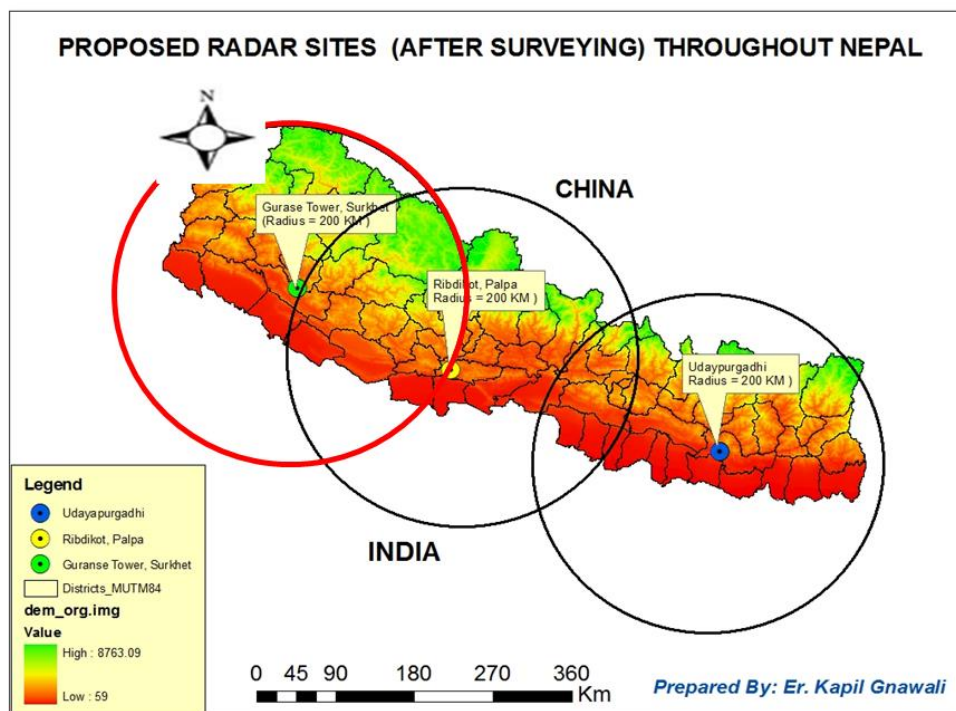 PROPOSED RADAR SITES (AFTER SURVEYING) THROUGHOUT NEPAL
N
CHINA
Gurase Tower, Surkhet
(Radius = 200 KM )
Ribdikot, Palpa
Radius = 200 KM )
Udaypurgadhi
Radius = 200 KM )
INDIA
Legend
Udayapurgadhi
Ribdikot, Palpa
Guranse Tower, Surkhet
Districts_MUTM84
dem_org.img
Value
High : 8763.09
Low : 59
0 45 90 180 270 360
Km
Prepared By: Er. Kapil Gnawali